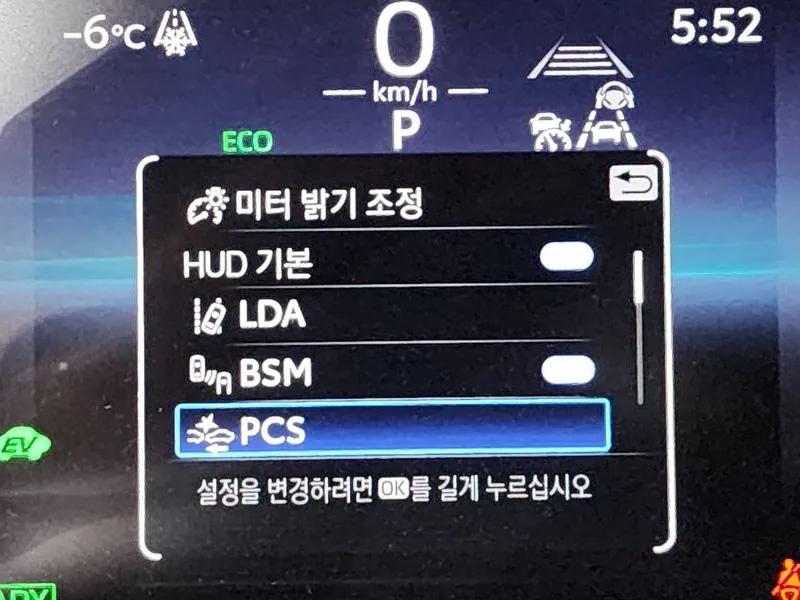 -6°C
0
5:52
km/h
P
ECO
미터 밝기 조정
HUD 기본
LDA
BSM
PCS
EV
설정을 변경하려면 OK를 길게 누르십시오